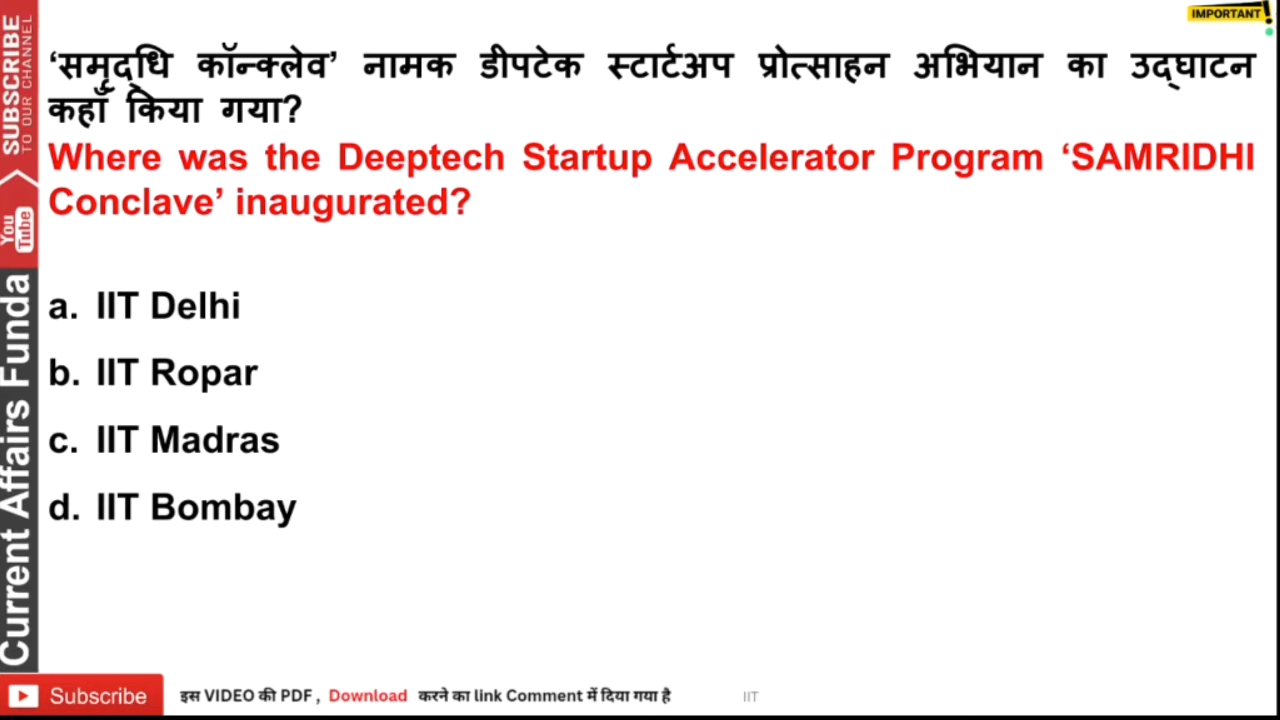 IMPORTANT
‘समृद्धि कॉन्क्लेव’ नामक डीपटेक स्टार्टअप प्रोत्साहन अभियान का उद्घाटन
कहाँ किया गया?
Where was the Deeptech Startup Accelerator Program ‘SAMRIDHI
Conclave’ inaugurated?
a. IIT Delhi
b. IIT Ropar
c. IIT Madras
d. IIT Bombay
SUBSCRIBE
TO OUR CHANNEL
You
Tube
Current Affairs Funda
Subscribe
इस VIDEO की PDF , Download करने का link Comment में दिया गया है
IIT